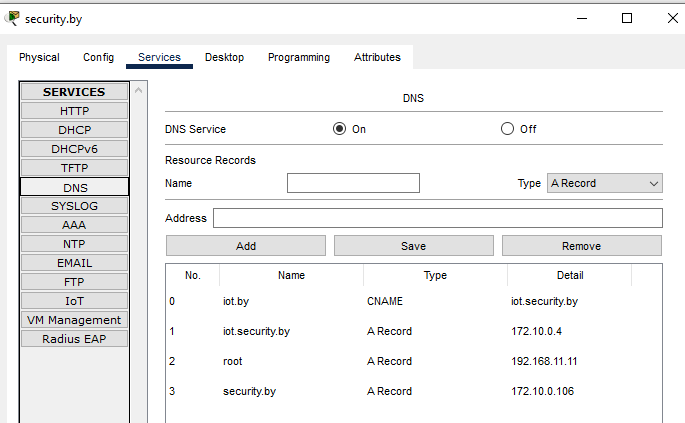 security.by
Physical Config Services Desktop Programming Attributes
SERVICES
HTTP
DHCP
DHCPv6
TFTP
DNS
SYSLOG
AAA
NTP
EMAIL
FTP
IoT
VM Management
Radius EAP
DNS
DNS Service On Off
Resource Records
Name Type A Record
Address
Add Save Remove
No. Name Type Detail
0 iot.by CNAME iot.security.by
1 iot.security.by A Record 172.10.0.4
2 root A Record 192.168.11.11
3 security.by A Record 172.10.0.106